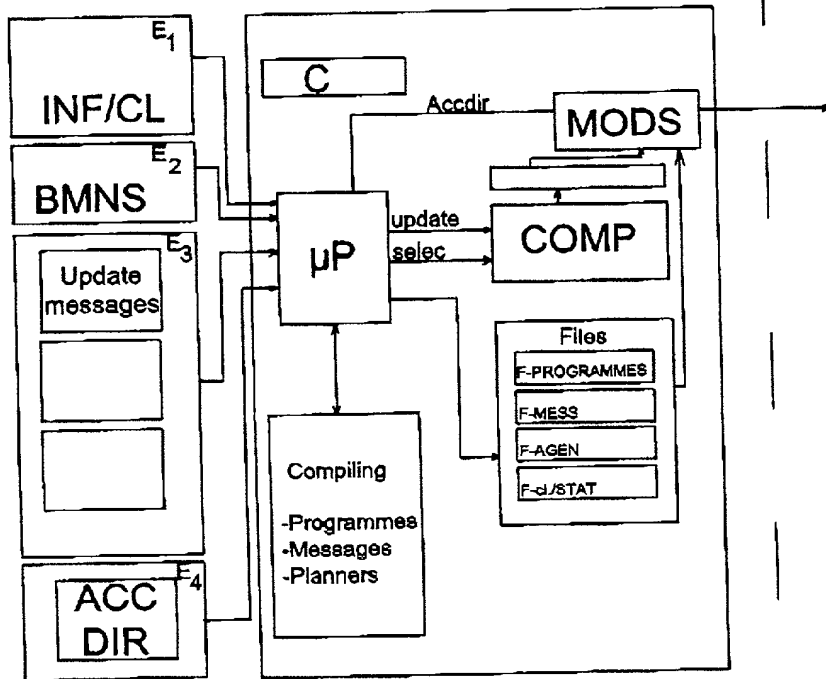 E1
INF/CL
E2
BMNS
E3
Update
messages
E4
ACC
DIR
C
Accdir
MODS
µP
update
selec
COMP
Compiling
-Programmes
-Messages
-Planners
Files
F-PROGRAMMES
F-MESS
F-AGEN
F-cl./STAT